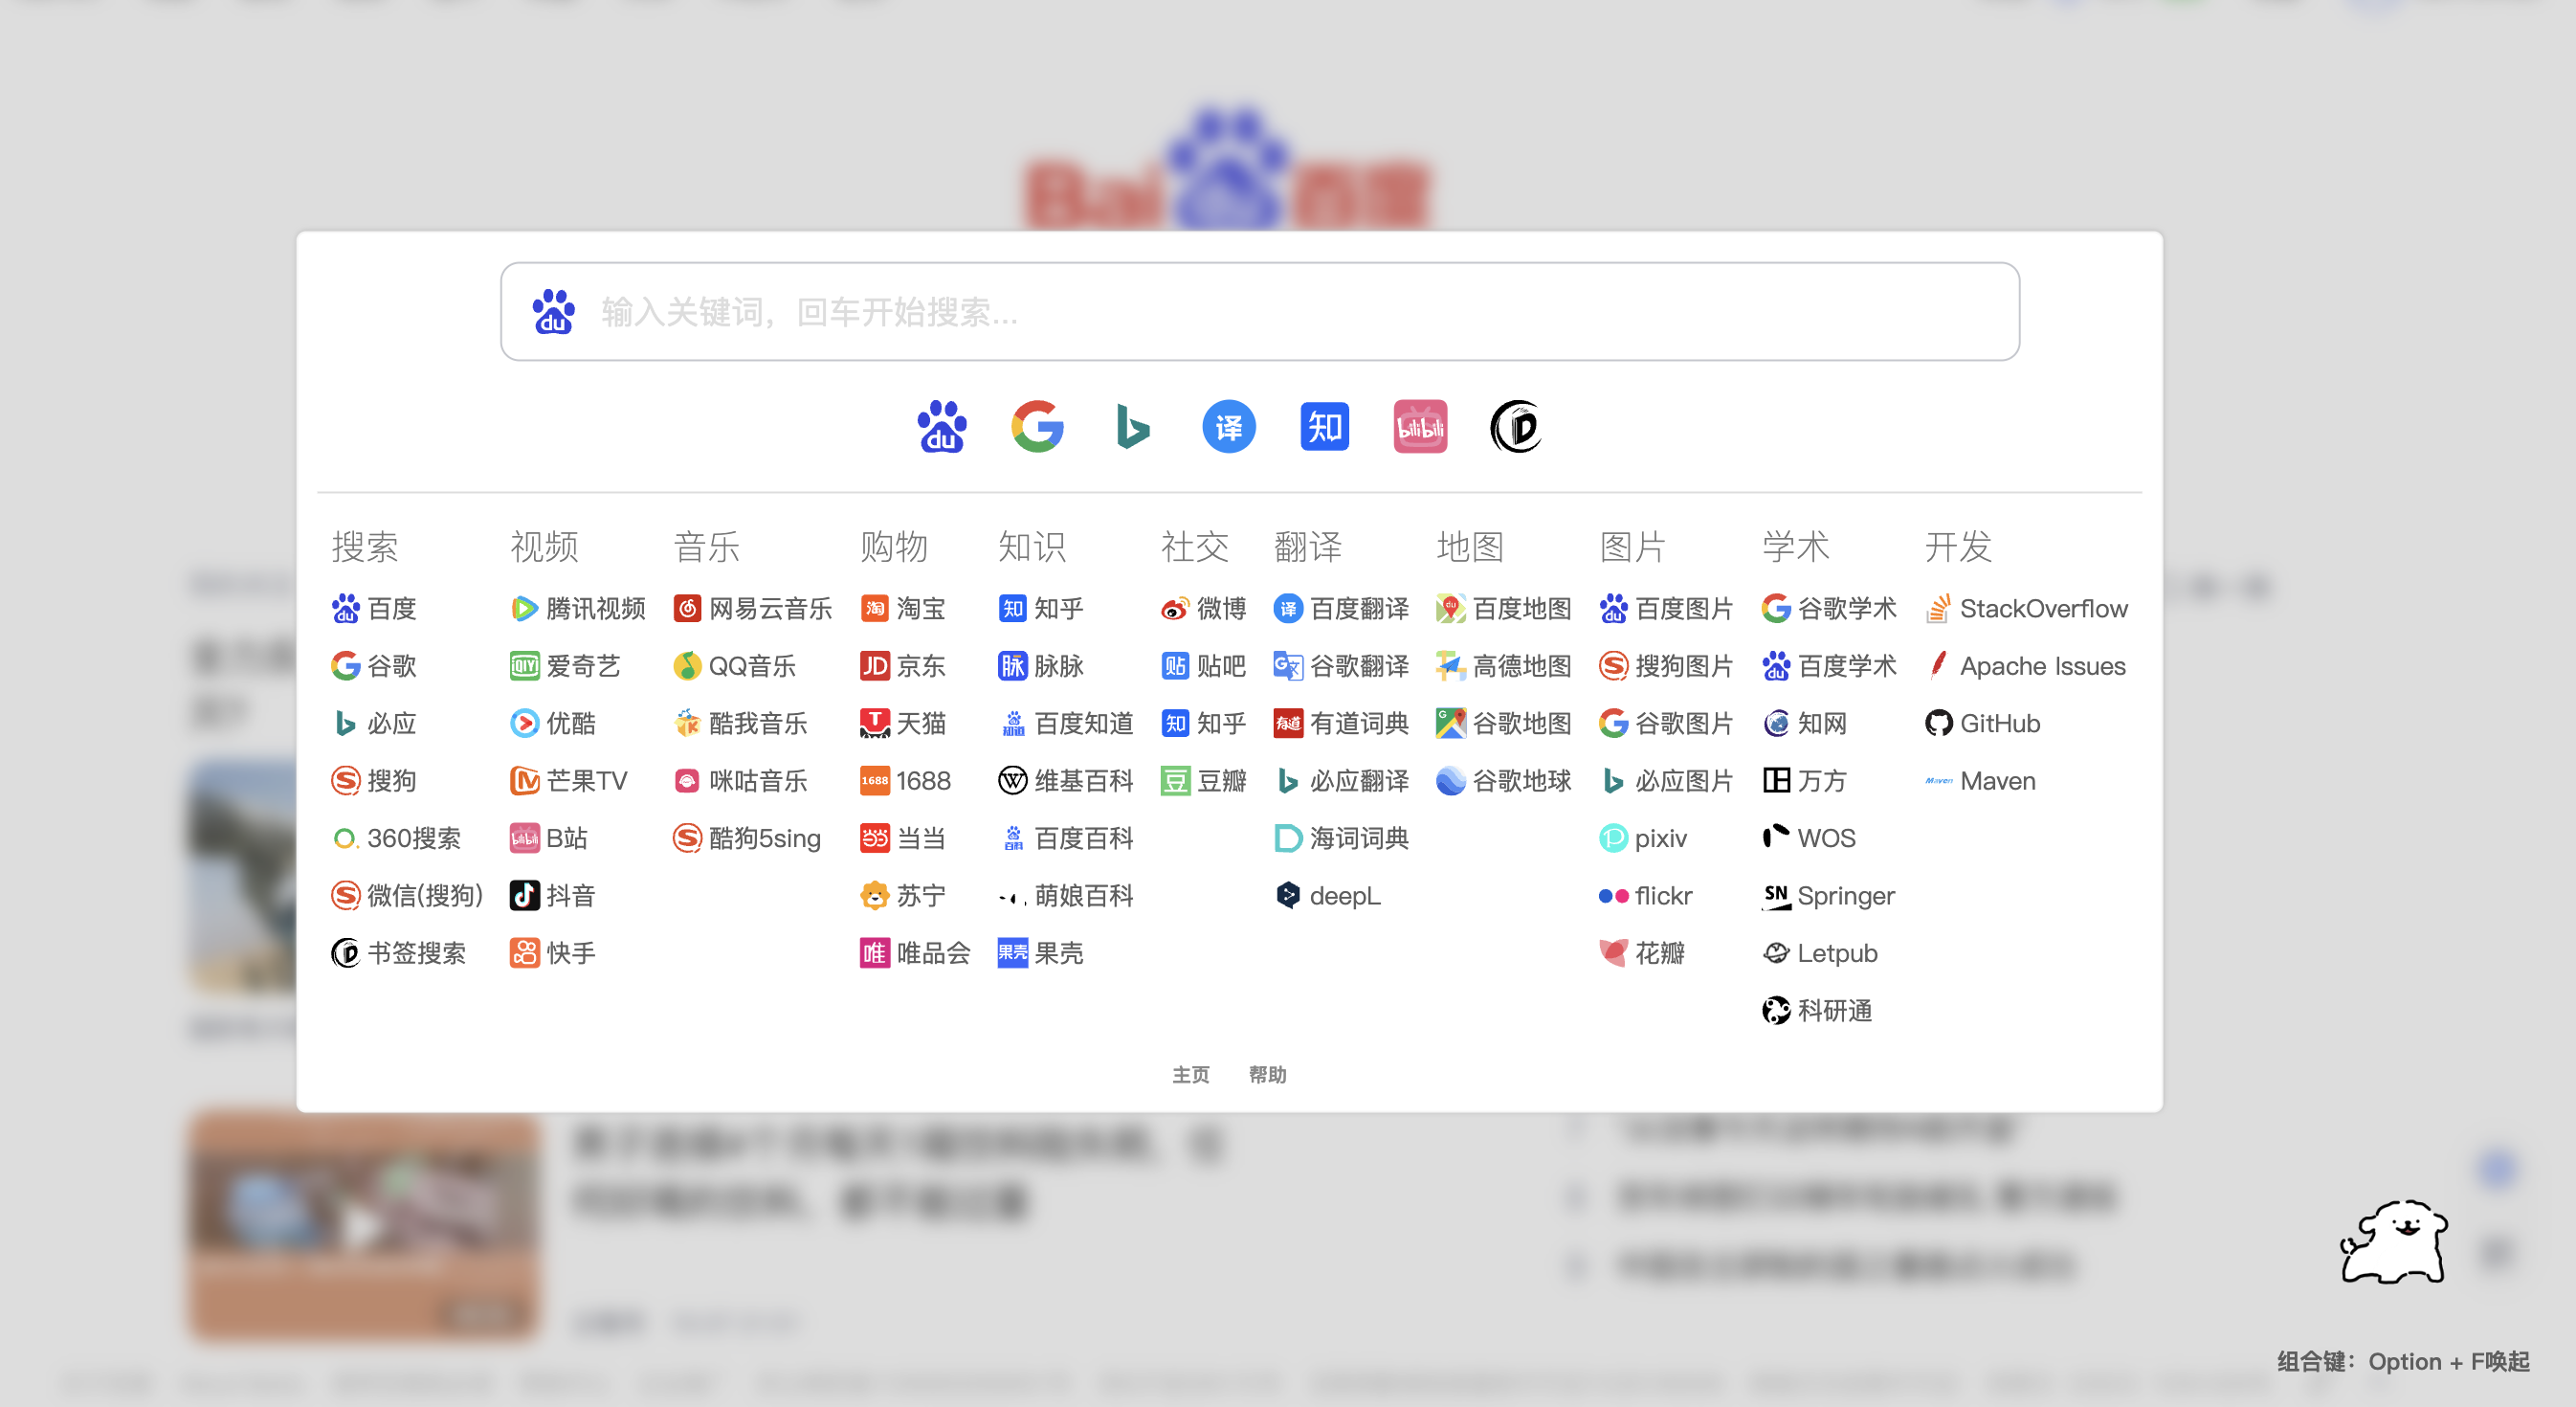 Bai du 百度
du 输入关键词，回车开始搜索...
du 译 知 bilibili
搜索 视频 音乐 购物 知识 社交 翻译 地图 图片 学术 开发
百度 腾讯视频 网易云音乐 淘宝 知乎 微博 百度翻译 百度地图 百度图片 谷歌学术 StackOverflow
谷歌 爱奇艺 QQ音乐 京东 脉脉 贴吧 谷歌翻译 高德地图 搜狗图片 百度学术 Apache Issues
必应 优酷 酷我音乐 天猫 百度知道 知乎 有道词典 谷歌地图 谷歌图片 知网 GitHub
搜狗 芒果TV 咪咕音乐 1688 维基百科 豆瓣 必应翻译 谷歌地球 必应图片 万方 Maven
360搜索 B站 酷狗5sing 当当 百度百科 海词词典 pixiv WOS
微信(搜狗) 抖音 苏宁 萌娘百科 deepL flickr Springer
书签搜索 快手 唯品会 果壳 花瓣 Letpub
科研通
主页 帮助
组合键：Option + F唤起